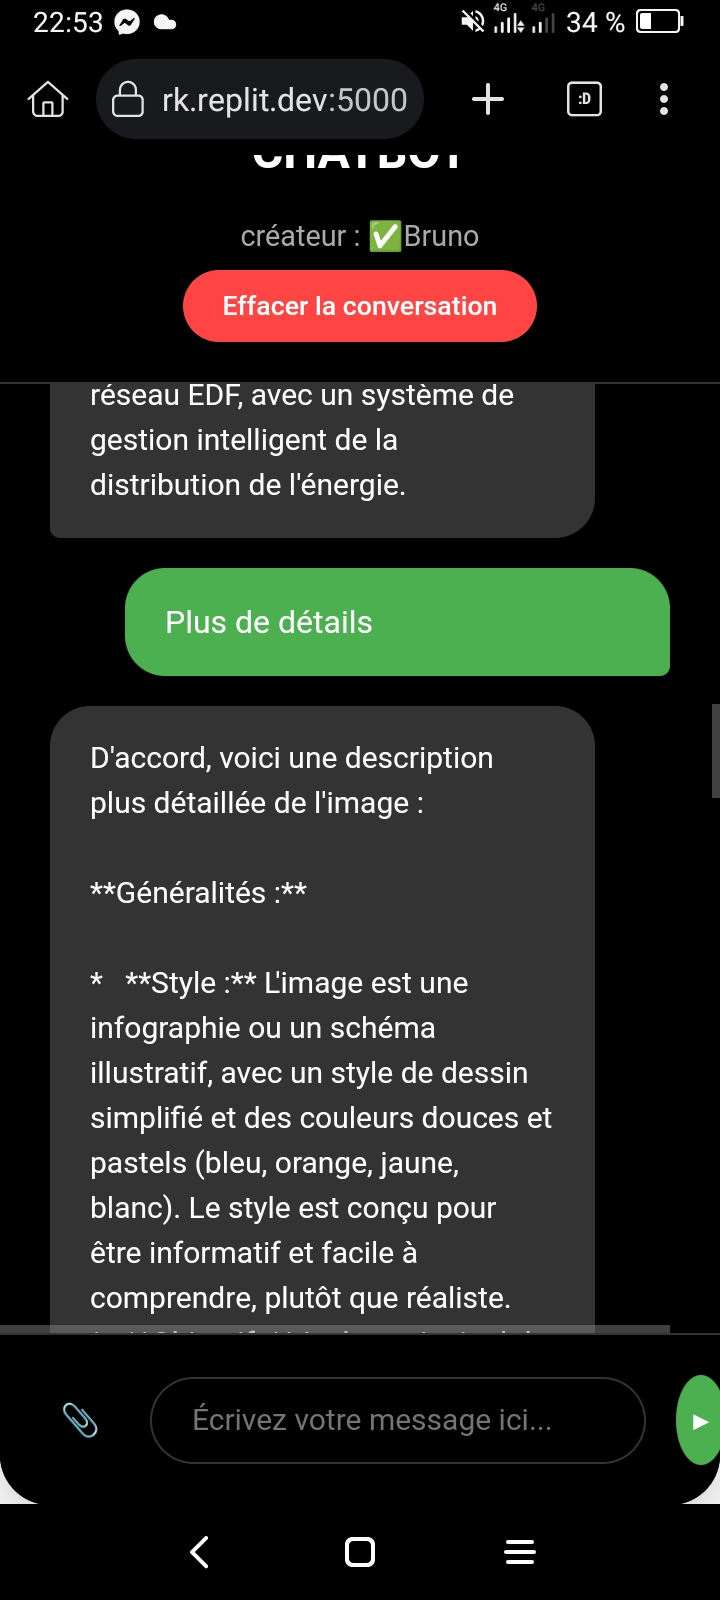 22:53 4G 4G 34 %
rk.replit.dev:5000 :D
CHATBOT
créateur : ✅Bruno
Effacer la conversation
réseau EDF, avec un système de
gestion intelligent de la
distribution de l'énergie.
Plus de détails
D'accord, voici une description
plus détaillée de l'image :
**Généralités :**
*   **Style :** L'image est une
infographie ou un schéma
illustratif, avec un style de dessin
simplifié et des couleurs douces et
pastels (bleu, orange, jaune,
blanc). Le style est conçu pour
être informatif et facile à
comprendre, plutôt que réaliste.
Écrivez votre message ici...